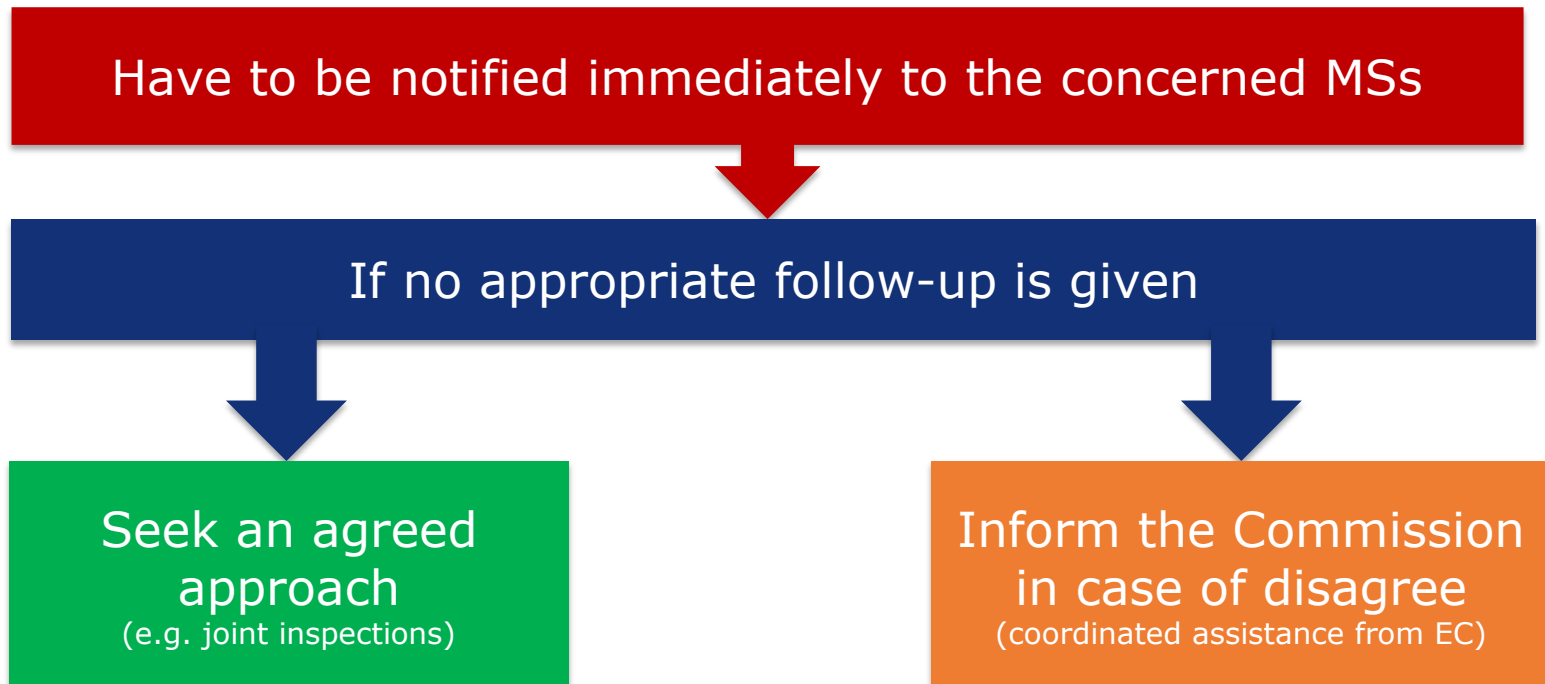 Have to be notified immediately to the concerned MSs
If no appropriate follow-up is given
Seek an agreed
approach
(e.g. joint inspections)
Inform the Commission
in case of disagree
(coordinated assistance from EC)